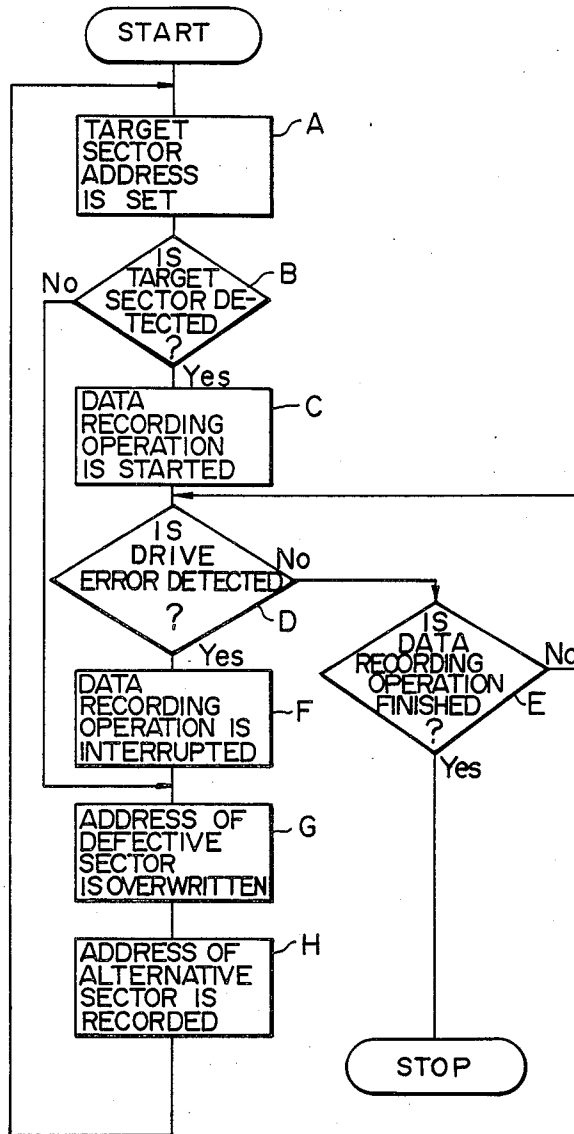 START
A
TARGET
SECTOR
ADDRESS
IS SET
B
IS
TARGET
SECTOR DE-
TECTED
?
No
Yes
C
DATA
RECORDING
OPERATION
IS STARTED
IS
DRIVE
ERROR DETECTED
?
No
D
Yes
IS
DATA
RECORDING
OPERATION
FINISHED
?
No
E
Yes
DATA
RECORDING
OPERATION IS
INTERRUPTED
F
ADDRESS OF
DEFECTIVE
SECTOR
IS OVERWRITTEN
G
ADDRESS OF
ALTERNATIVE
SECTOR IS
RECORDED
H
STOP